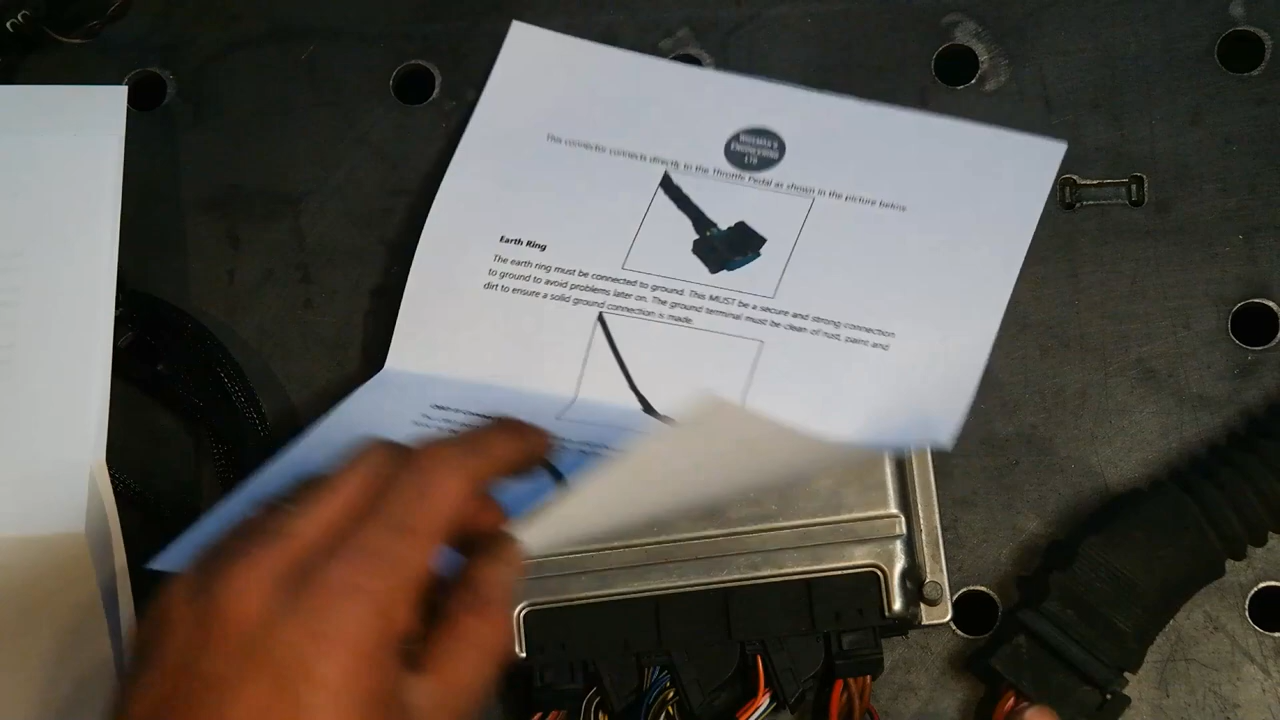 ENGINEERING
LTD
This connector connects directly to the Throttle Pedal as shown in the picture below
Earth Ring
The earth ring must be connected to ground. This MUST be a secure and strong connection
to ground to avoid problems later on. The ground terminal must be clean of rust, paint and
dirt to ensure a solid ground connection is made.